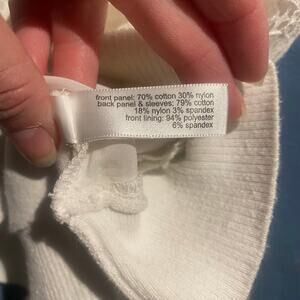 front panel: 70% cotton 30% nylon
back panel & sleeves: 79% cotton
18% nylon 3% spandex
front lining: 94% polyester
6% spandex